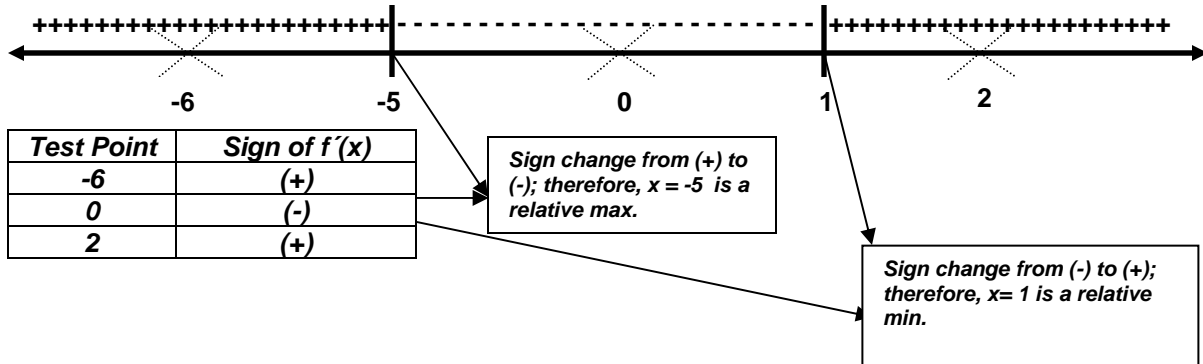 ++++++++++++++++++++ - - - - - - - - - - - - - - - - - - - - - - - - - - - - - - ++++++++++++++++++++
-6 -5 0 1 2
Test Point Sign of f´(x)
-6 (+)
0 (-)
2 (+)
Sign change from (+) to
(-); therefore, x = -5 is a
relative max.
Sign change from (-) to (+);
therefore, x= 1 is a relative
min.